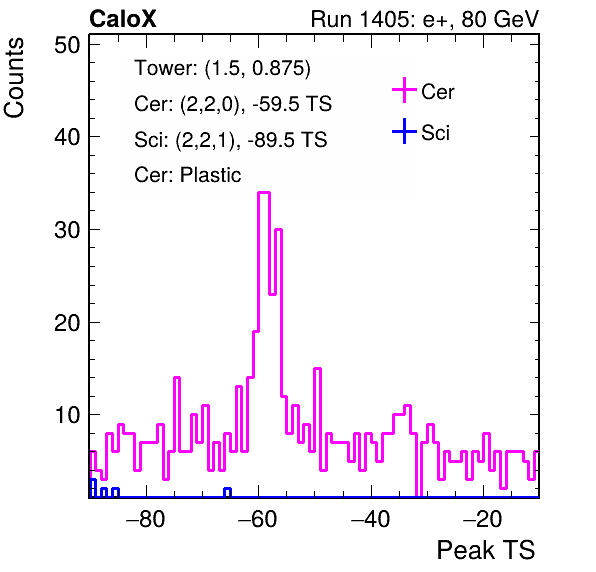 CaloX Run 1405: e+, 80 GeV
Counts
50
40
30
20
10
Tower: (1.5, 0.875)
Cer: (2,2,0), -59.5 TS
Sci: (2,2,1), -89.5 TS
Cer: Plastic
Cer
Sci
−80 −60 −40 −20
Peak TS